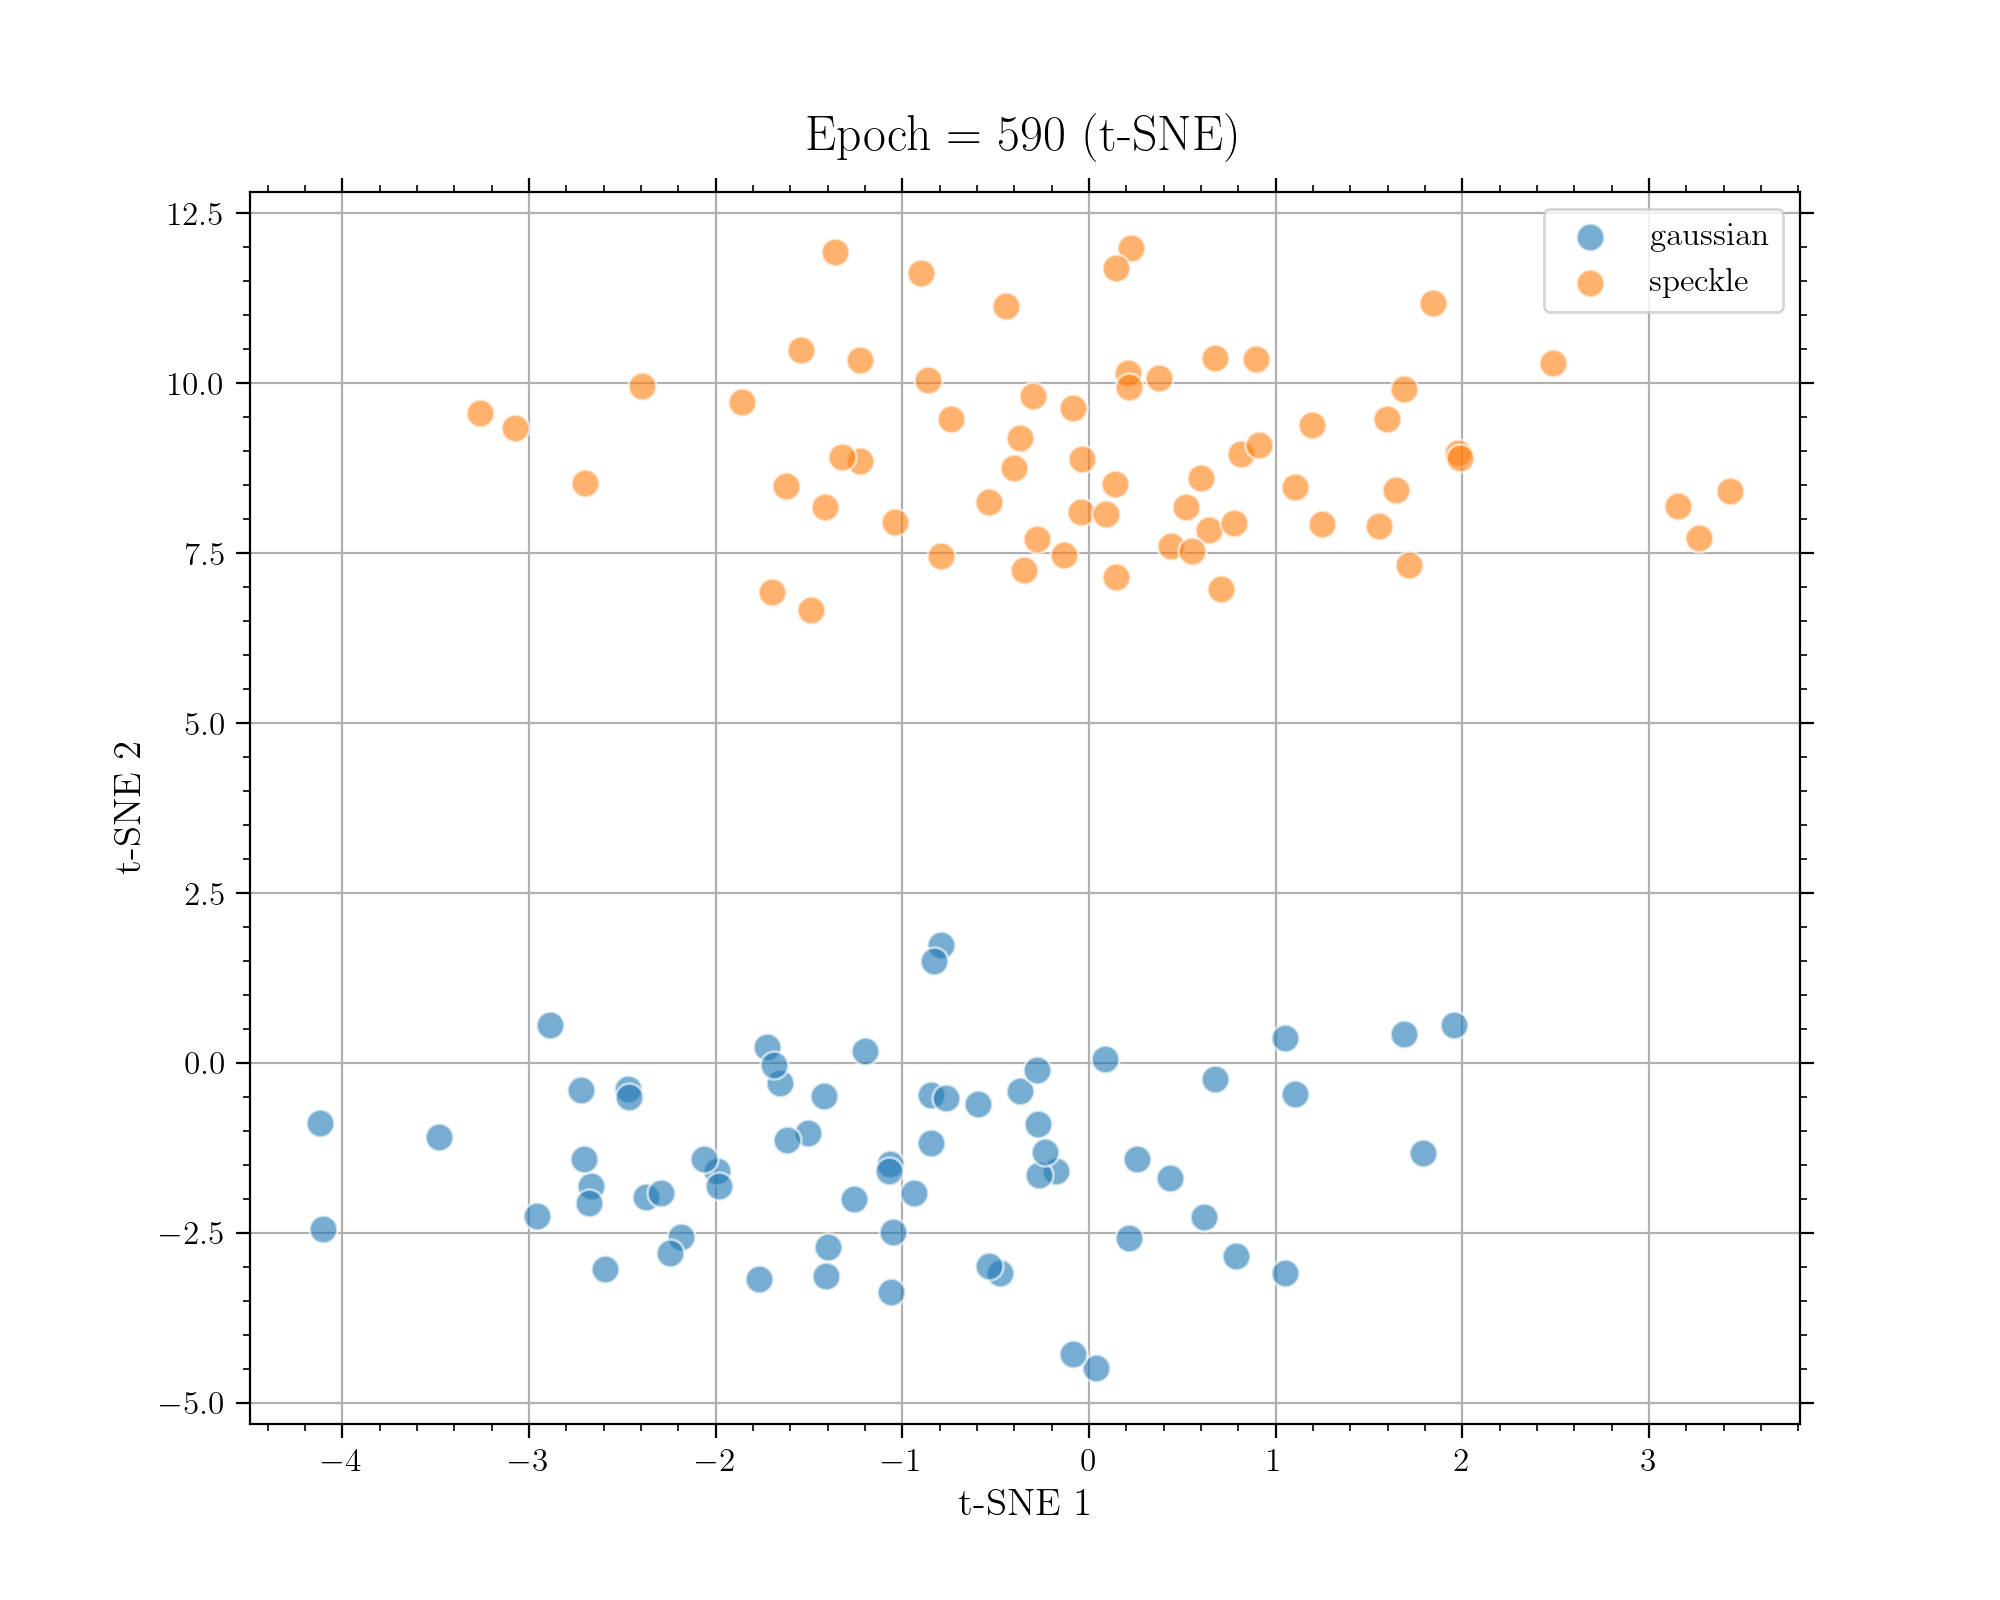 Epoch = 590 (t-SNE)
gaussian
speckle
12.5
10.0
7.5
5.0
2.5
0.0
−2.5
−5.0
t-SNE 2
−4 −3 −2 −1 0 1 2 3
t-SNE 1